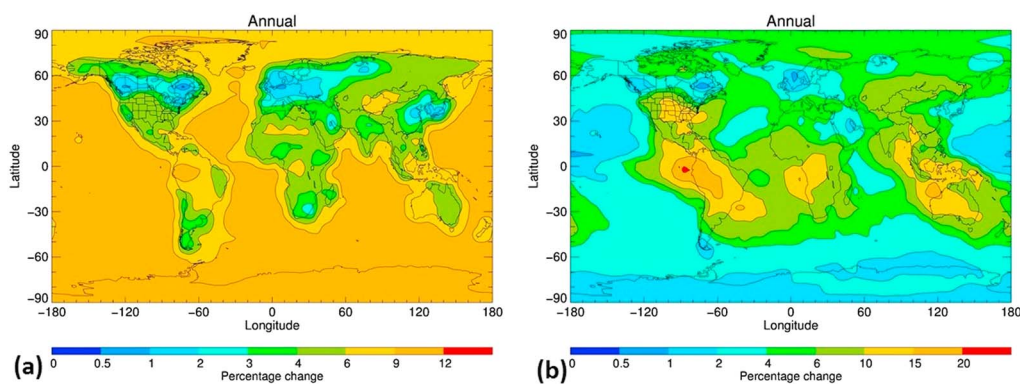 Annual
90
60
30
0
−30
−60
−90
Latitude
−180 −120 −60 0 60 120 180
Longitude
0 0.5 1 2 3 4 6 9 12
Percentage change
(a)
Annual
90
60
30
0
−30
−60
−90
Latitude
−180 −120 −60 0 60 120 180
Longitude
0 0.5 1 2 4 6 10 15 20
Percentage change
(b)